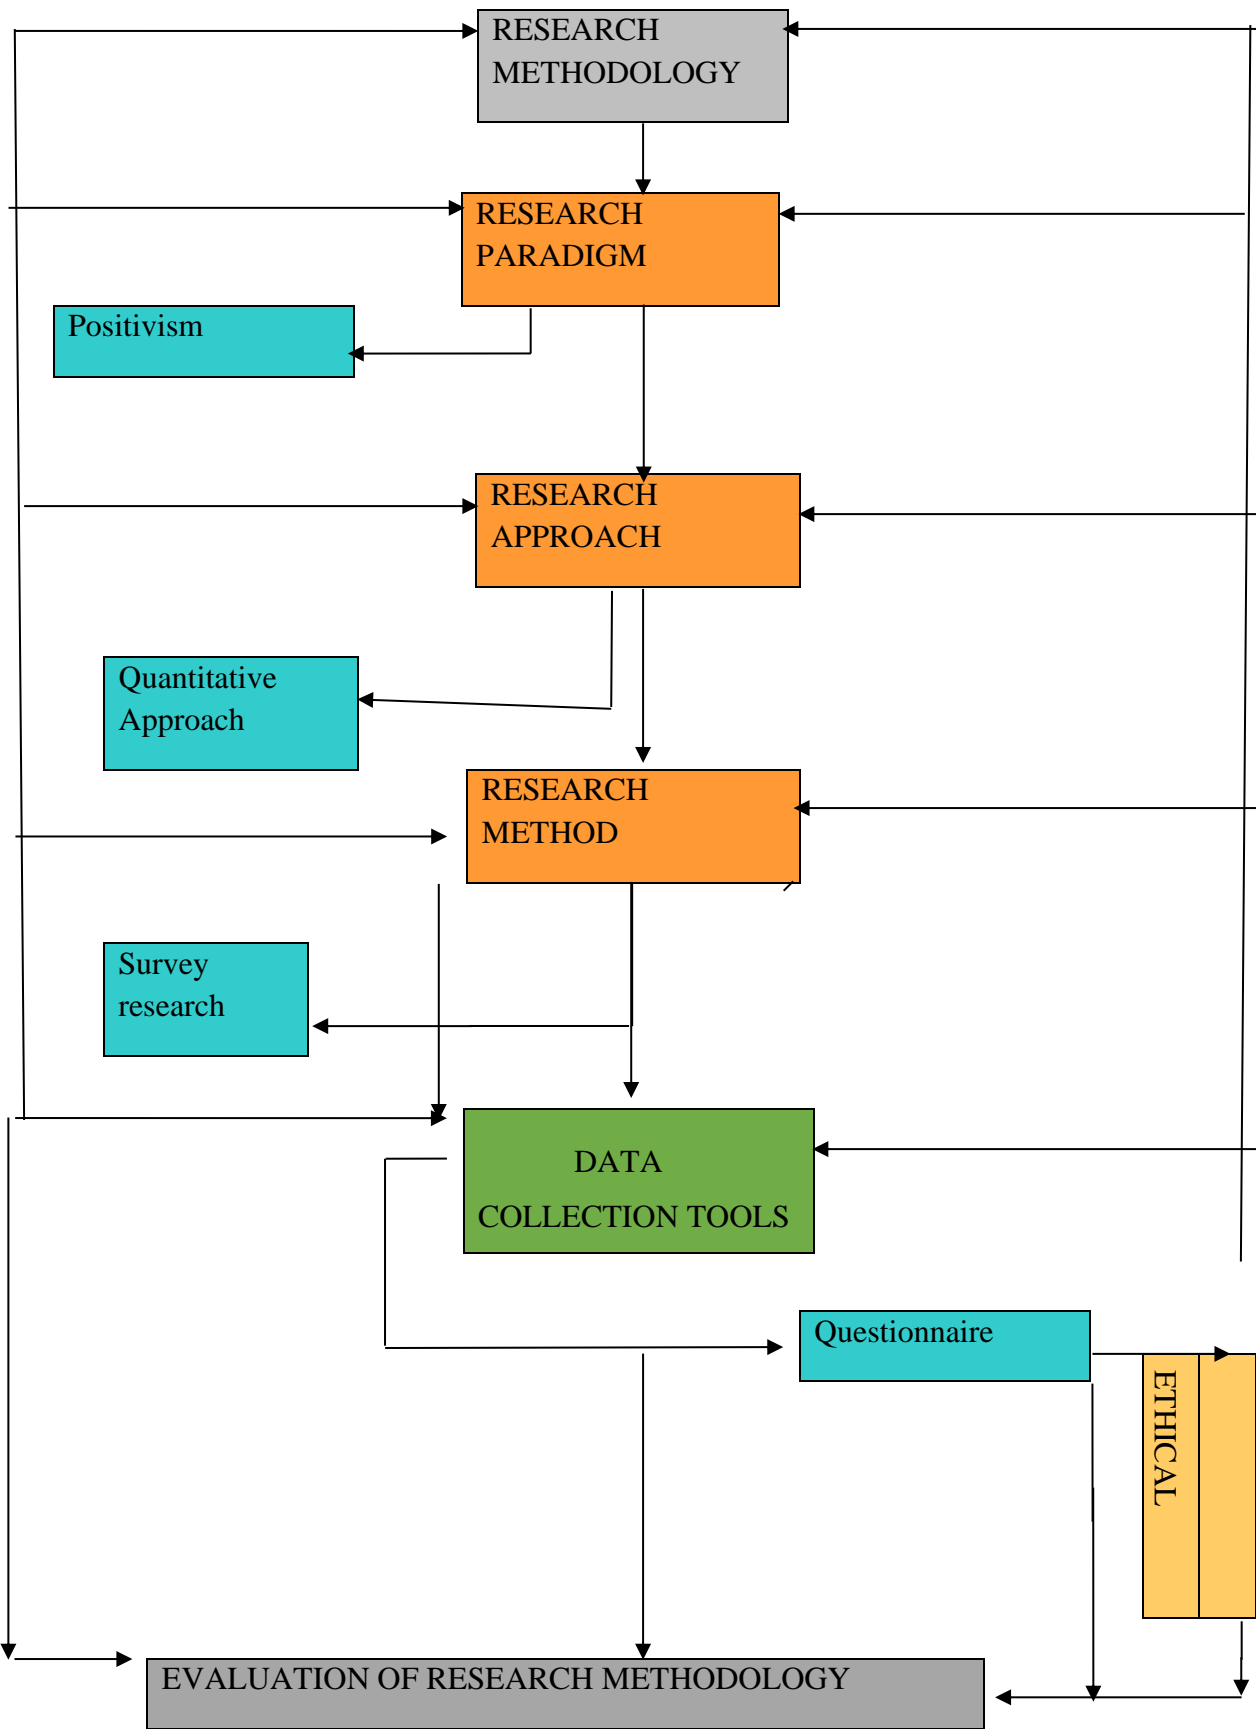 RESEARCH
METHODOLOGY
RESEARCH
PARADIGM
Positivism
RESEARCH
APPROACH
Quantitative
Approach
RESEARCH
METHOD
Survey
research
DATA
COLLECTION TOOLS
Questionnaire
ETHICAL
EVALUATION OF RESEARCH METHODOLOGY